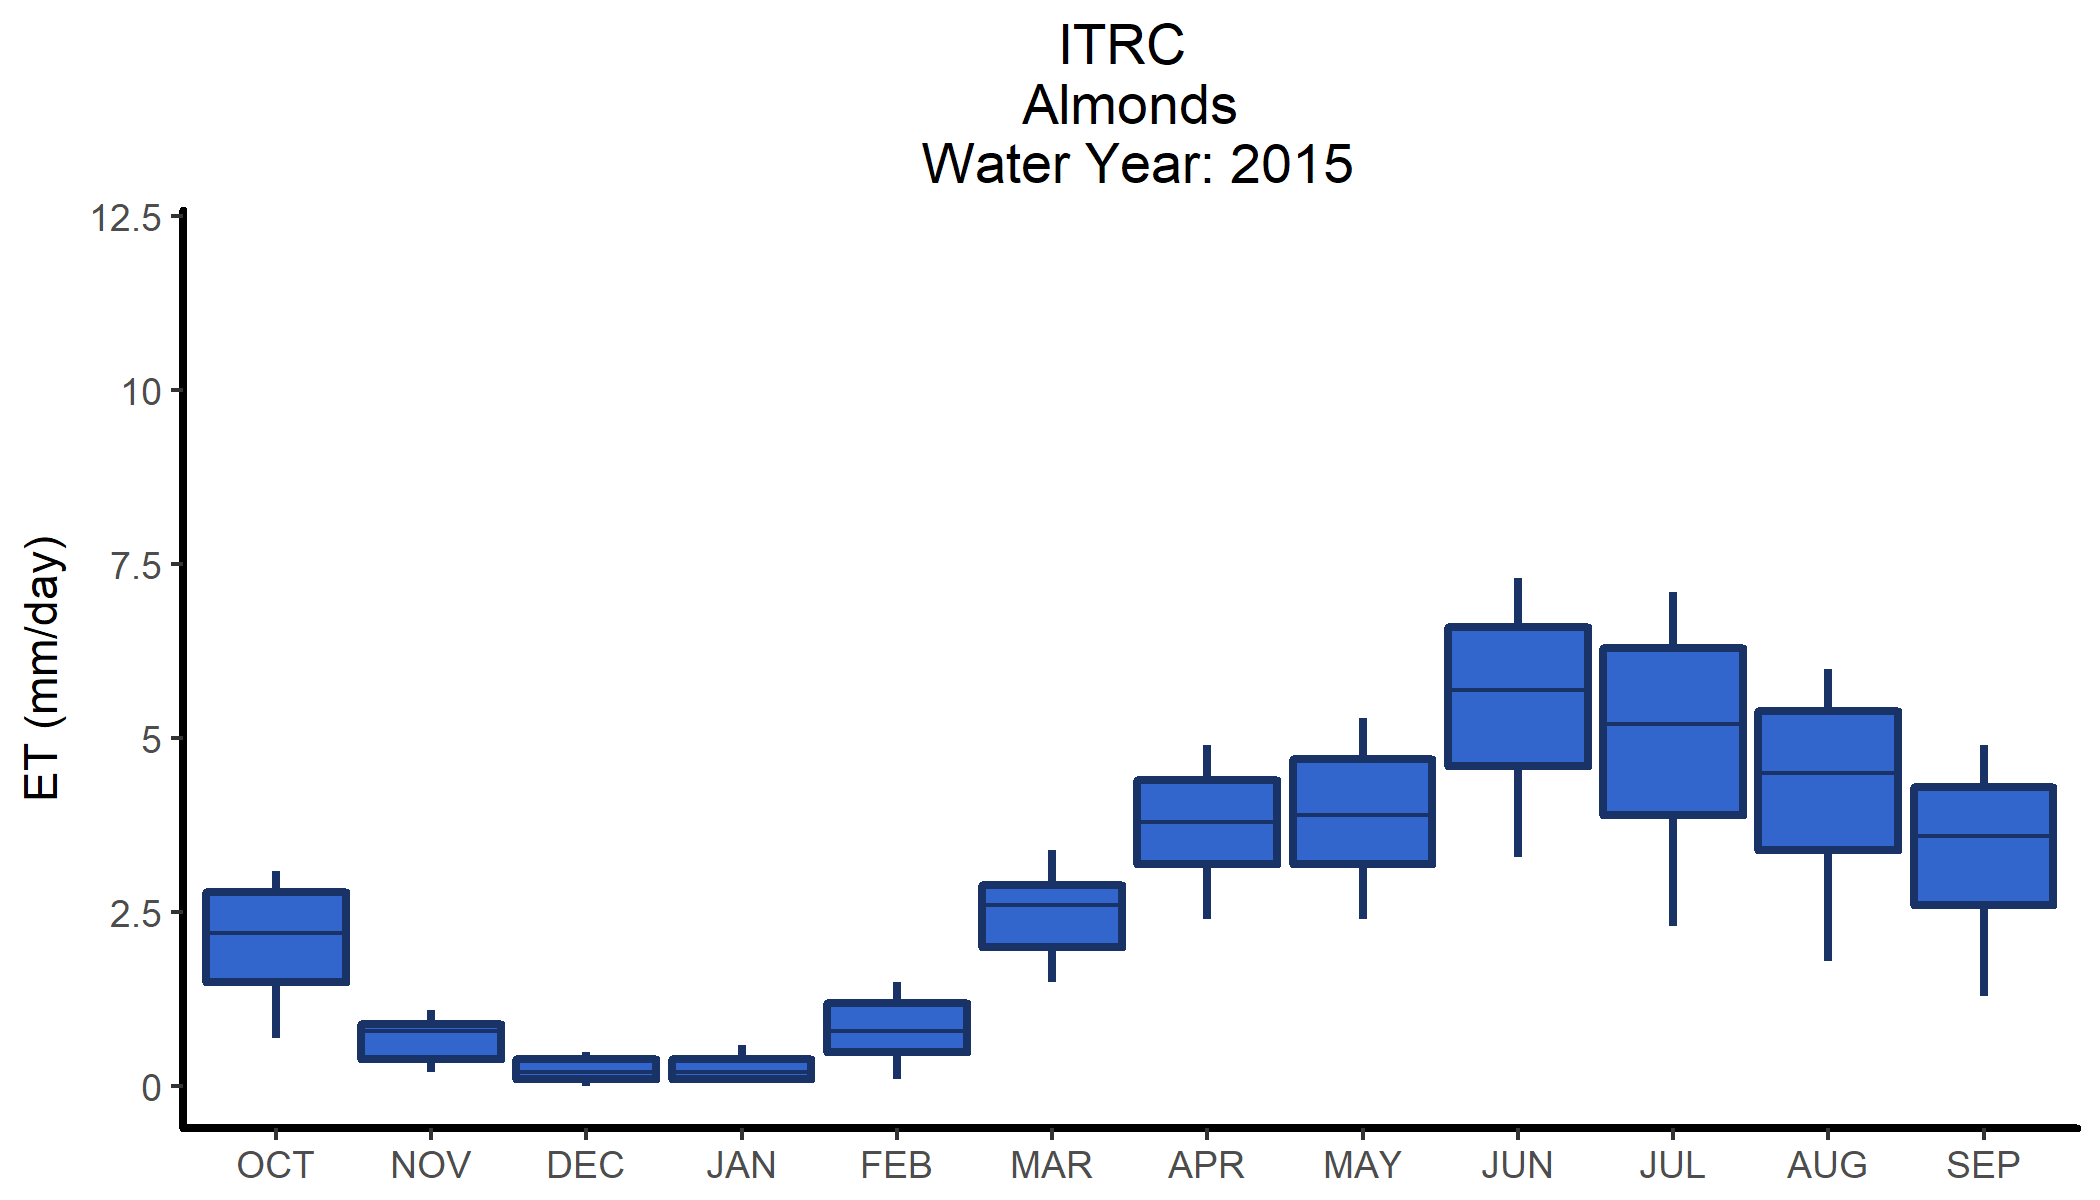 ITRC
Almonds
Water Year: 2015
ET (mm/day)
12.5
10
7.5
5
2.5
0
OCT NOV DEC JAN FEB MAR APR MAY JUN JUL AUG SEP